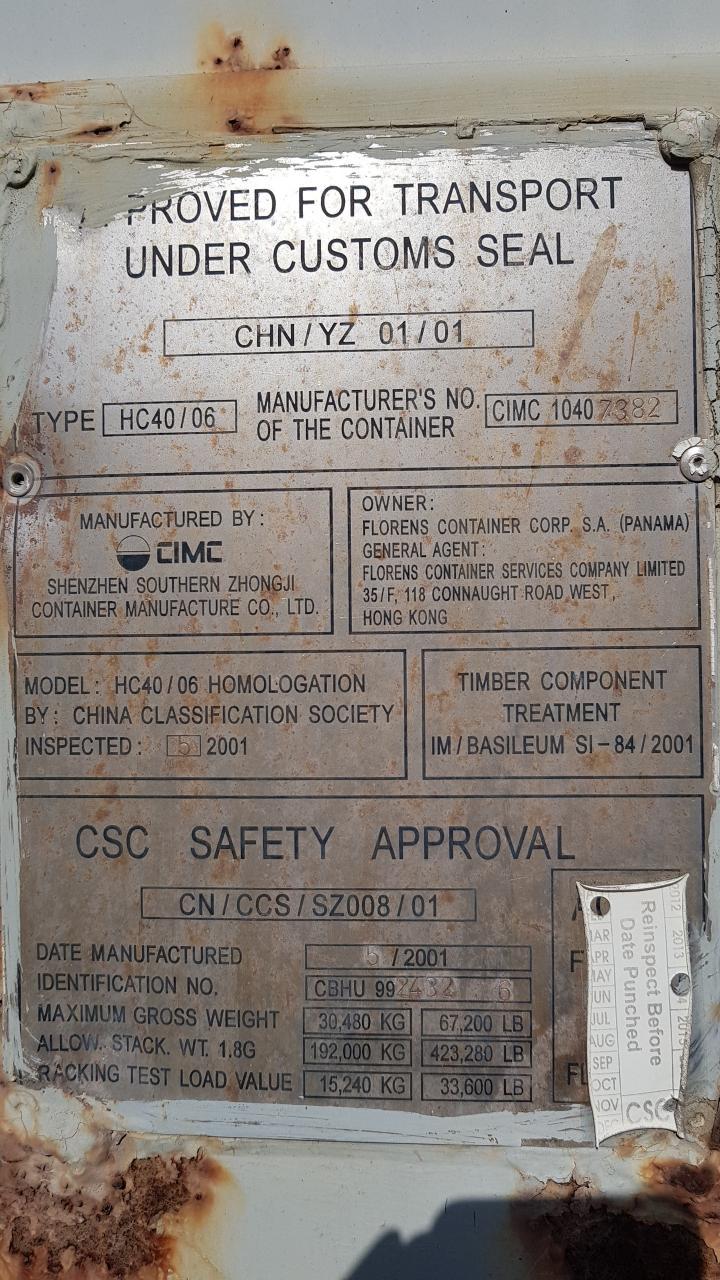 PROVED FOR TRANSPORT
UNDER CUSTOMS SEAL
CHN/YZ 01/01
TYPE HC40/06
MANUFACTURER'S NO.
OF THE CONTAINER
CIMC 10407382
MANUFACTURED BY:
CIMC
SHENZHEN SOUTHERN ZHONGJI
CONTAINER MANUFACTURE CO., LTD.
OWNER:
FLORENS CONTAINER CORP. S.A. (PANAMA)
GENERAL AGENT:
FLORENS CONTAINER SERVICES COMPANY LIMITED
35/F, 118 CONNAUGHT ROAD WEST,
HONG KONG
MODEL: HC40/06 HOMOLOGATION
BY: CHINA CLASSIFICATION SOCIETY
INSPECTED: 5 2001
TIMBER COMPONENT
TREATMENT
IM/BASILEUM SI-84/2001
CSC SAFETY APPROVAL
CN/CCS/SZ008/01
DATE MANUFACTURED 5/2001
IDENTIFICATION NO. CBHU
MAXIMUM GROSS WEIGHT 30,480 KG 67,200 LB
ALLOW. STACK. WT. 1.8G 192,000 KG 423,280 LB
RACKING TEST LOAD VALUE 15,240 KG 33,600 LB
Reinspect Before
Date Punched
2012 2013
APR
JUN
JUL
AUG
SEP
OCT
NOV
CSC